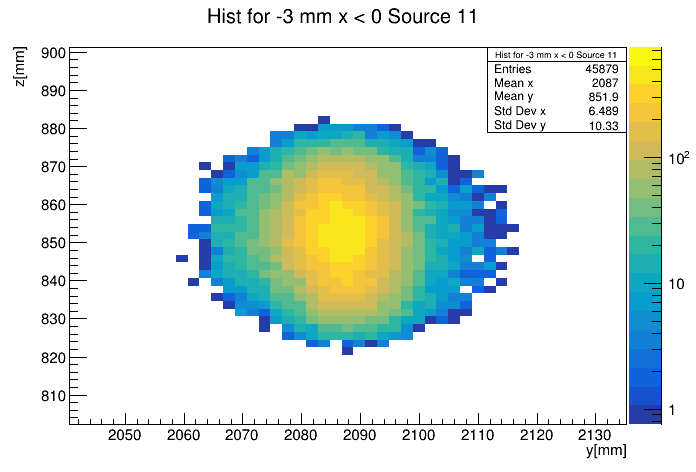 Hist for -3 mm x < 0 Source 11
z[mm]
Hist for -3 mm x < 0 Source 11
Entries 45879
Mean x 2087
Mean y 851.9
Std Dev x 6.489
Std Dev y 10.33
900
890
880
870
860
850
840
830
820
810
2050 2060 2070 2080 2090 2100 2110 2120 2130
y[mm]
10²
10
1